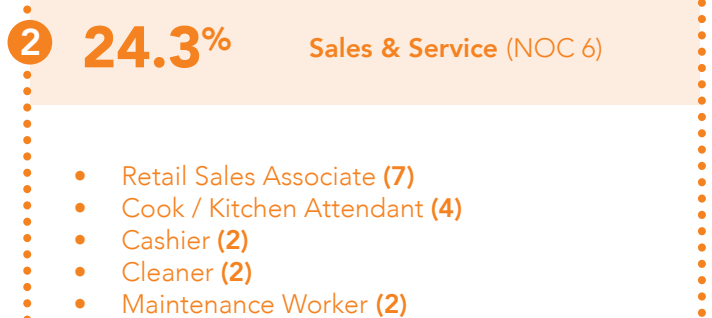 2 24.3% Sales & Service (NOC 6)
• Retail Sales Associate (7)
• Cook / Kitchen Attendant (4)
• Cashier (2)
• Cleaner (2)
• Maintenance Worker (2)